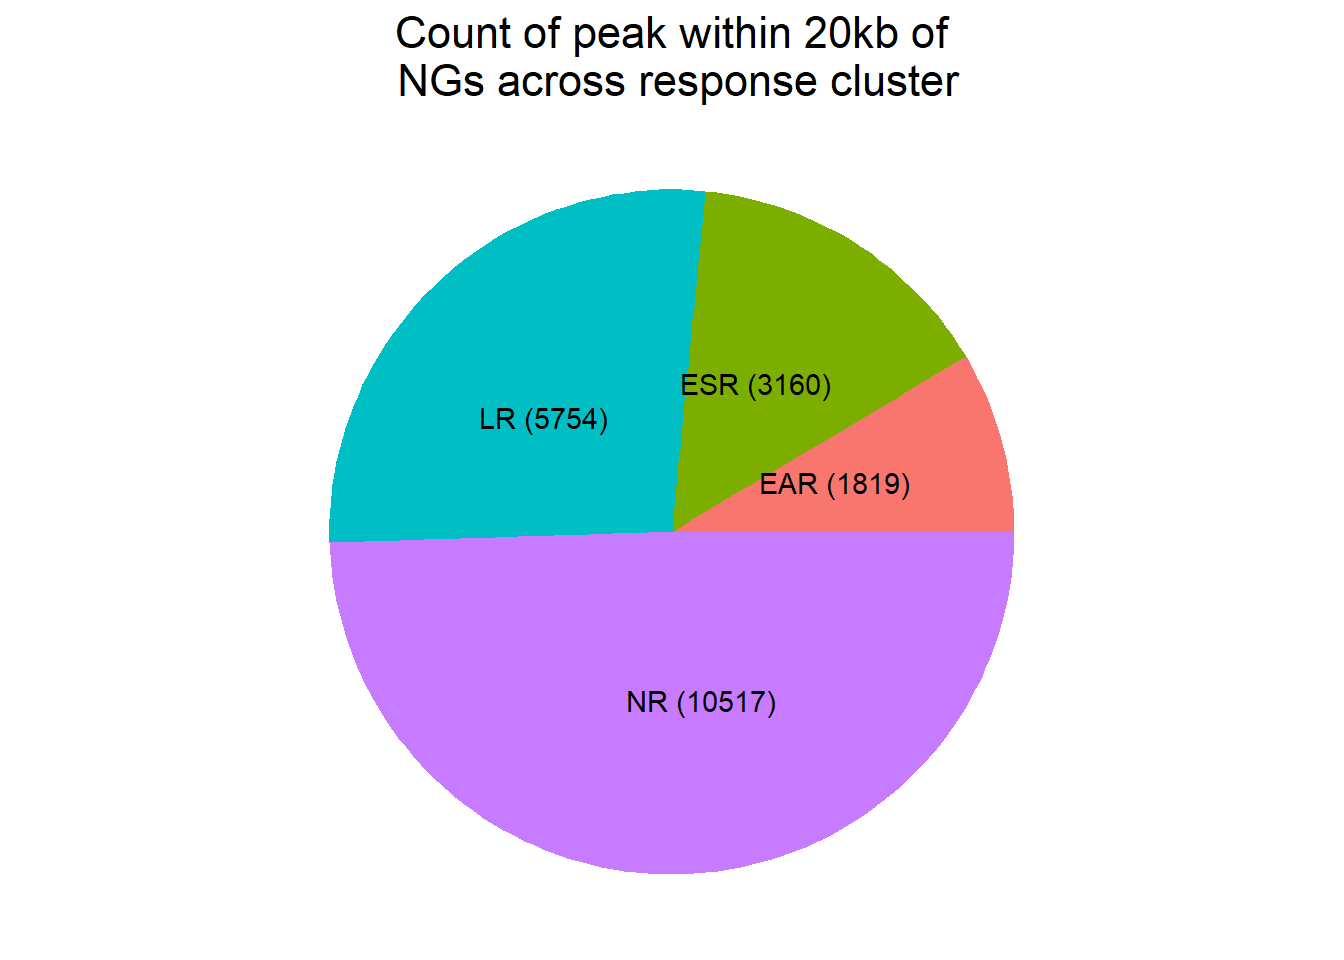 Count of peak within 20kb of
NGs across response cluster
ESR (3160)
LR (5754)
EAR (1819)
NR (10517)